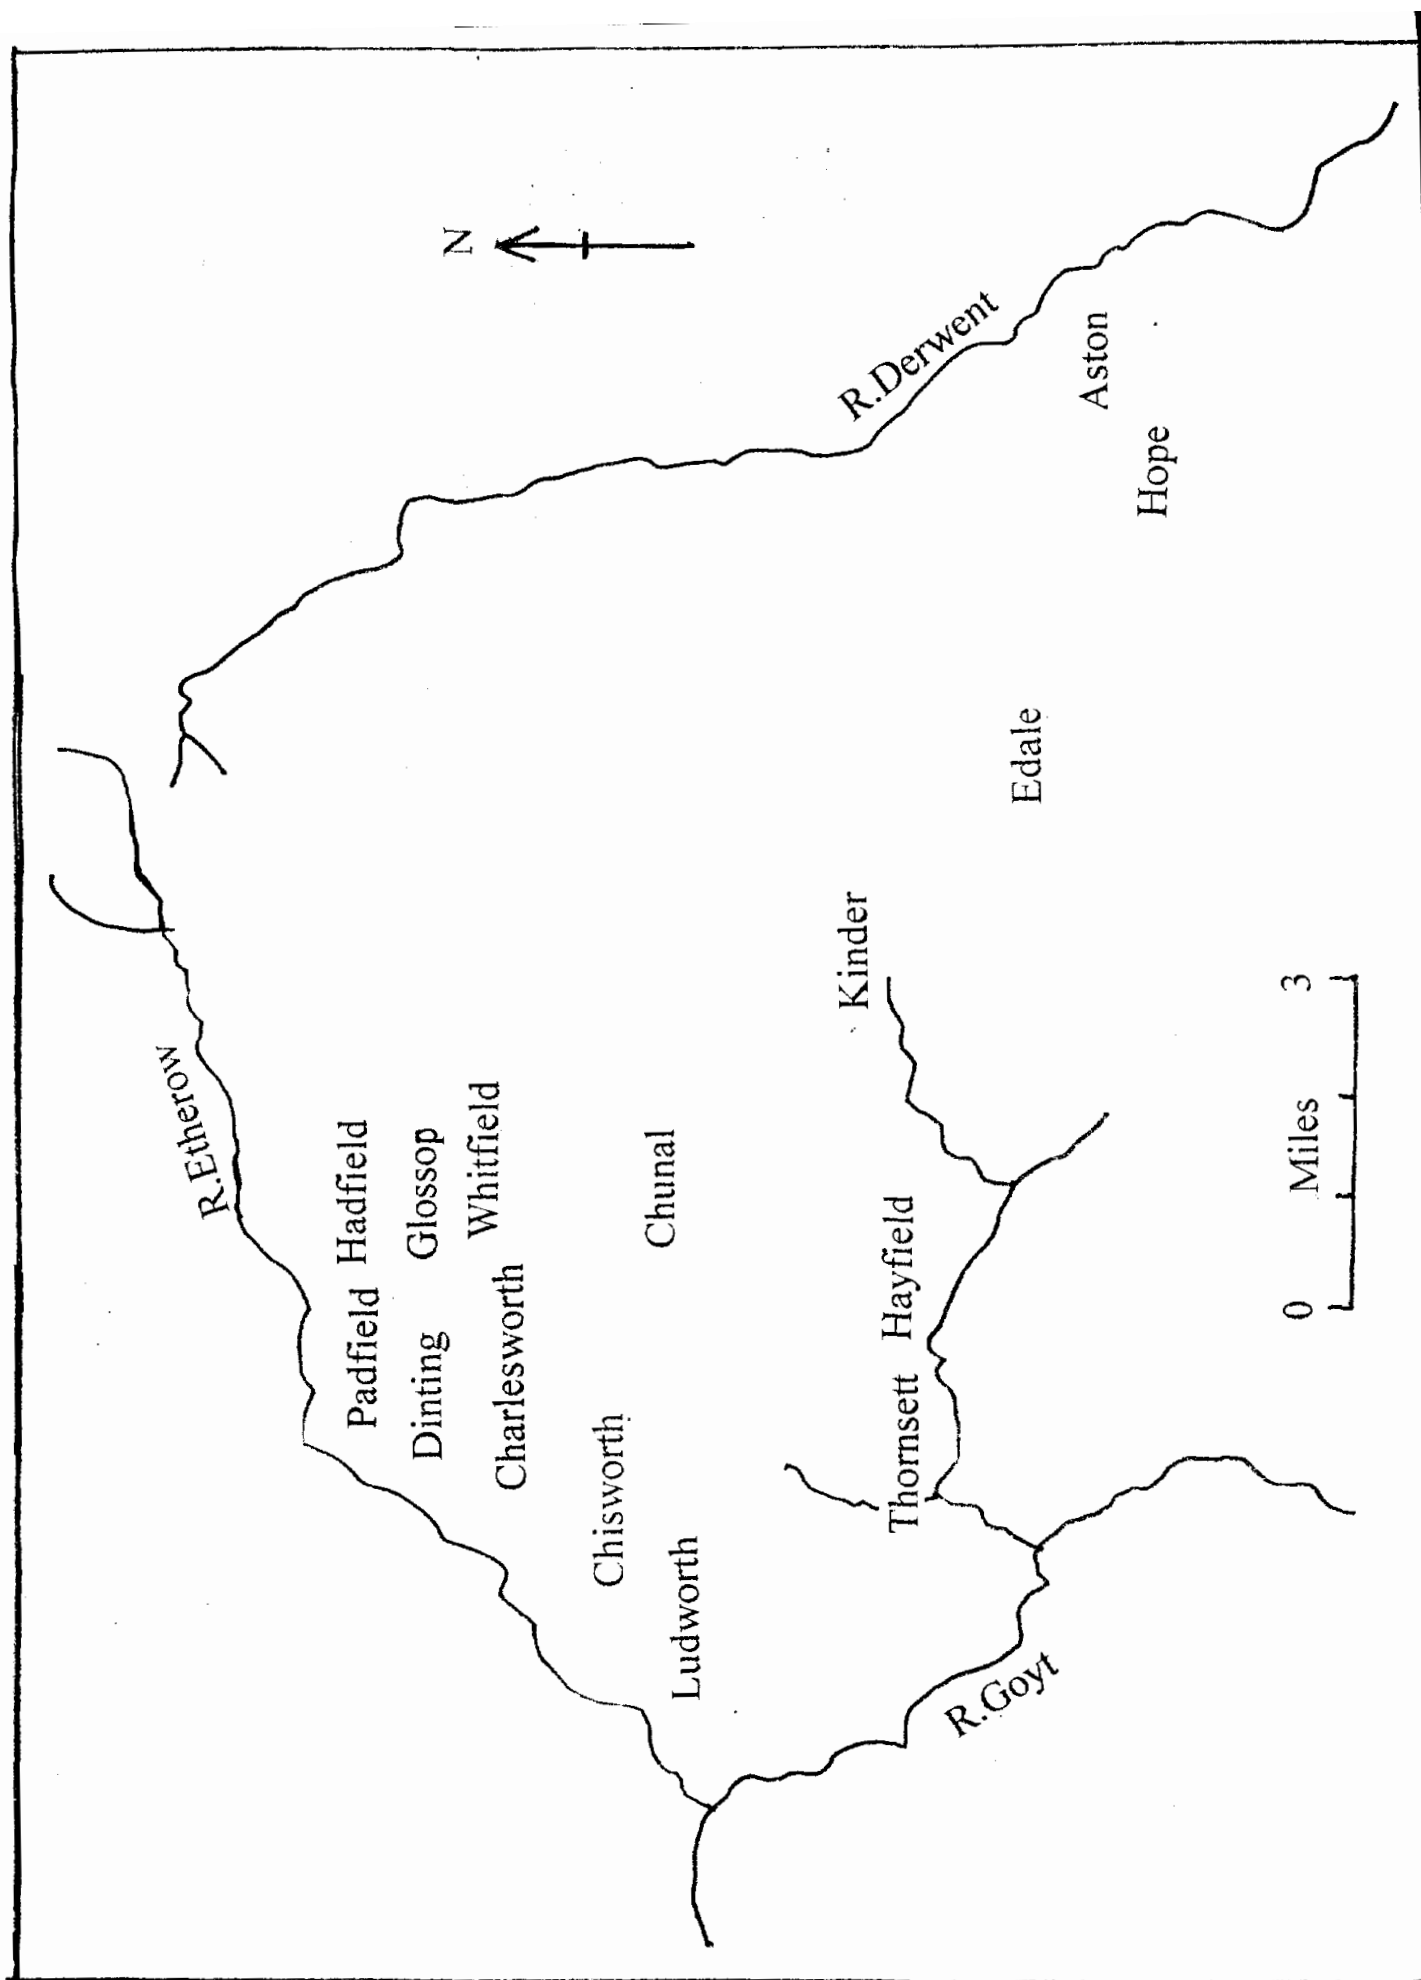 N
R.Etherow
Padfield Hadfield
Dinting Glossop
Charlesworth Whitfield
Chisworth
Chunal
Ludworth
R.Derwent
Kinder
Thornsett Hayfield
R.Goyt
Edale
Aston
Hope
0 Miles 3